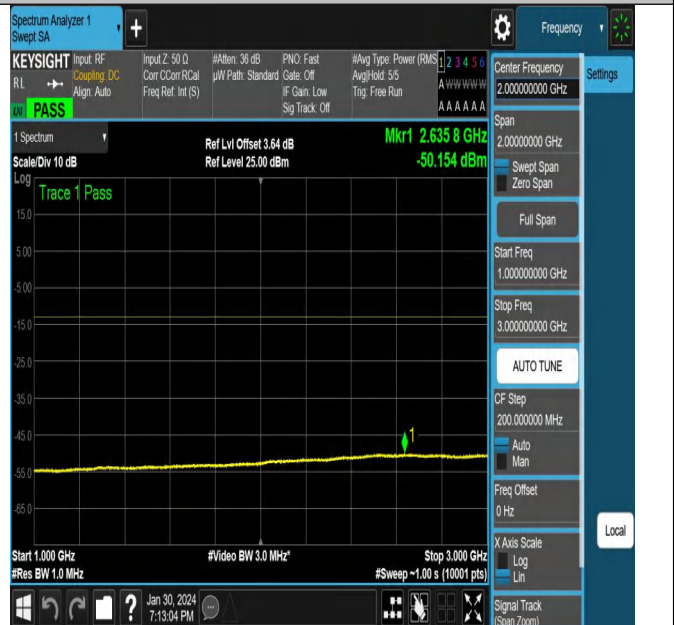 Spectrum Analyzer 1
Swept SA
+
Frequency
KEYSIGHT
RL
PASS
Input: RF
Coupling: DC
Align: Auto
Input Z: 50 Ω
Corr CCorr RCal
Freq Ref: Int (S)
#Atten: 36 dB
µW Path: Standard
PNO: Fast
Gate: Off
IF Gain: Low
Sig Track: Off
#Avg Type: Power (RMS
Avg|Hold: 5/5
Trig: Free Run
1 2 3 4 5 6
A W W W W W
A A A A A A
1 Spectrum
Scale/Div 10 dB
Log
Ref Lvl Offset 3.64 dB
Ref Level 25.00 dBm
Mkr1 2.635 8 GHz
-50.154 dBm
Trace 1 Pass
15.0
5.00
-5.00
-15.0
-25.0
-35.0
-45.0
-55.0
-65.0
1
Start 1.000 GHz
#Res BW 1.0 MHz
#Video BW 3.0 MHz*
Stop 3.000 GHz
#Sweep ~1.00 s (10001 pts)
?
Jan 30, 2024
7:13:04 PM
Center Frequency
2.00000000 GHz
Span
2.00000000 GHz
Swept Span
Zero Span
Full Span
Start Freq
1.000000000 GHz
Stop Freq
3.000000000 GHz
AUTO TUNE
CF Step
200.000000 MHz
Auto
Man
Freq Offset
0 Hz
X Axis Scale
Log
Lin
Signal Track
(Span Zoom)
Settings
Local